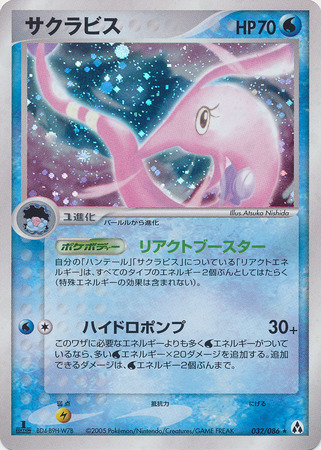 サクラビス HP70
Illus. Atsuko Nishida
1進化 パールルから進化
ポケボディー リアクトブースター
自分の「ハンテール」「サクラビス」についている「リアクトエネ
ルギー」は、すべてのタイプのエネルギー2個ぶんとしてはたらく
(特殊エネルギーの効果は含まれない)。
ハイドロポンプ 30+
このワザに必要なエネルギーよりも多く エネルギーがついて
いるなら、多い エネルギー×20ダメージを追加する。追加
できるダメージは、 エネルギー2個ぶんまで。
弱点 抵抗力 にげる
1 BD4-B9H-W7B ©2005 Pokémon/Nintendo/Creatures/GAME FREAK 032/086 ★